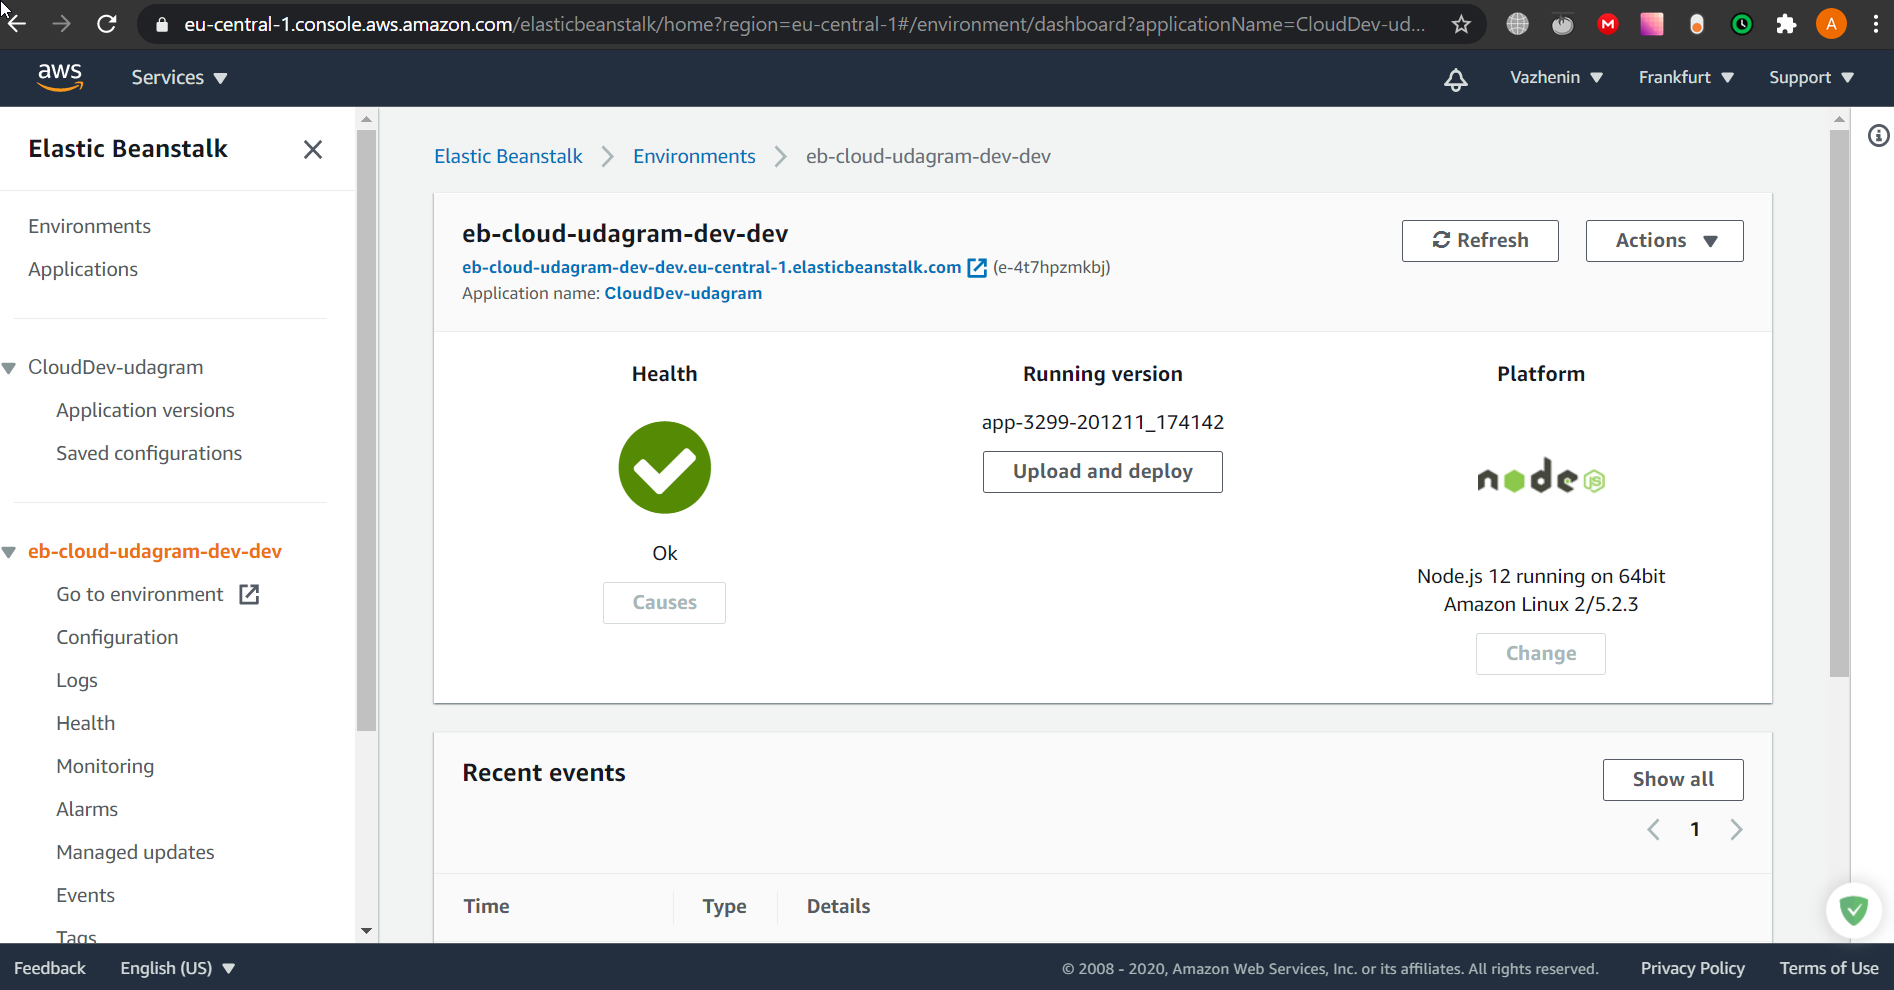 eu-central-1.console.aws.amazon.com/elasticbeanstalk/home?region=eu-central-1#/environment/dashboard?applicationName=CloudDev-ud...
M
A
aws
Services
Vazhenin
Frankfurt
Support
Elastic Beanstalk
Environments
Applications
CloudDev-udagram
Application versions
Saved configurations
eb-cloud-udagram-dev-dev
Go to environment
Configuration
Logs
Health
Monitoring
Alarms
Managed updates
Events
Tags
Elastic Beanstalk > Environments > eb-cloud-udagram-dev-dev
eb-cloud-udagram-dev-dev
eb-cloud-udagram-dev-dev.eu-central-1.elasticbeanstalk.com (e-4t7hpzmkbj)
Application name: CloudDev-udagram
Refresh
Actions
Health
Ok
Causes
Running version
app-3299-201211_174142
Upload and deploy
Platform
node JS
Node.js 12 running on 64bit
Amazon Linux 2/5.2.3
Change
Recent events
Show all
1
Time Type Details
Feedback
English (US)
© 2008 - 2020, Amazon Web Services, Inc. or its affiliates. All rights reserved.
Privacy Policy
Terms of Use